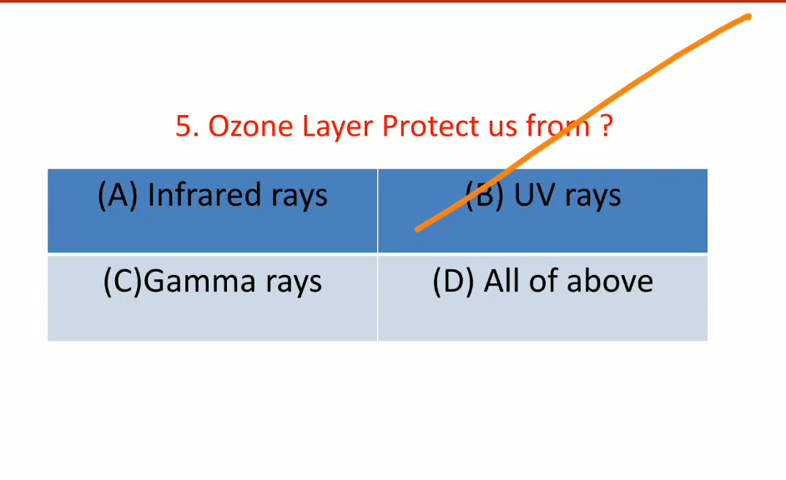 5. Ozone Layer Protect us from ?
(A) Infrared rays
(B) UV rays
(C)Gamma rays
(D) All of above